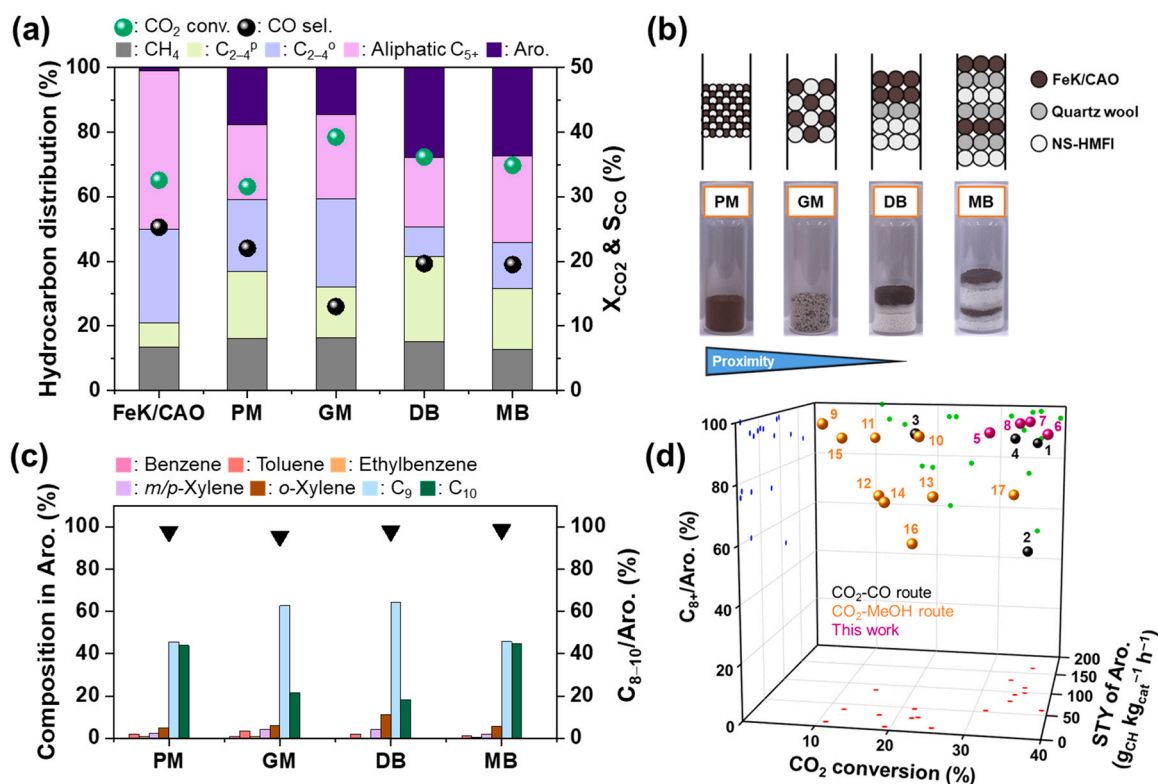 (a)
: CO₂ conv. : CO sel.
: CH₄ : C₂₋₄ᵖ : C₂₋₄ᵒ : Aliphatic C₅₊ : Aro.
Hydrocarbon distribution (%)
100
80
60
40
20
0
50
40
30
20
10
0
X_CO2 & S_CO (%)
FeK/CAO PM GM DB MB
(b)
FeK/CAO
Quartz wool
NS-HMFI
PM GM DB MB
Proximity
(c)
: Benzene : Toluene : Ethylbenzene
: m/p-Xylene : o-Xylene : C₉ : C₁₀
Composition in Aro. (%)
100
80
60
40
20
0
100
80
60
40
20
0
C₈₋₁₀/Aro. (%)
PM GM DB MB
(d)
C₈₊/Aro. (%)
100
80
60
40
20
0
9
15
11
3
10
5
8
7
6
4
1
12
14
13
17
16
2
CO₂-CO route
CO₂-MeOH route
This work
10
20
30
40
CO₂ conversion (%)
200
150
100
50
0
STY of Aro.
(g_CH kg_cat⁻¹ h⁻¹)